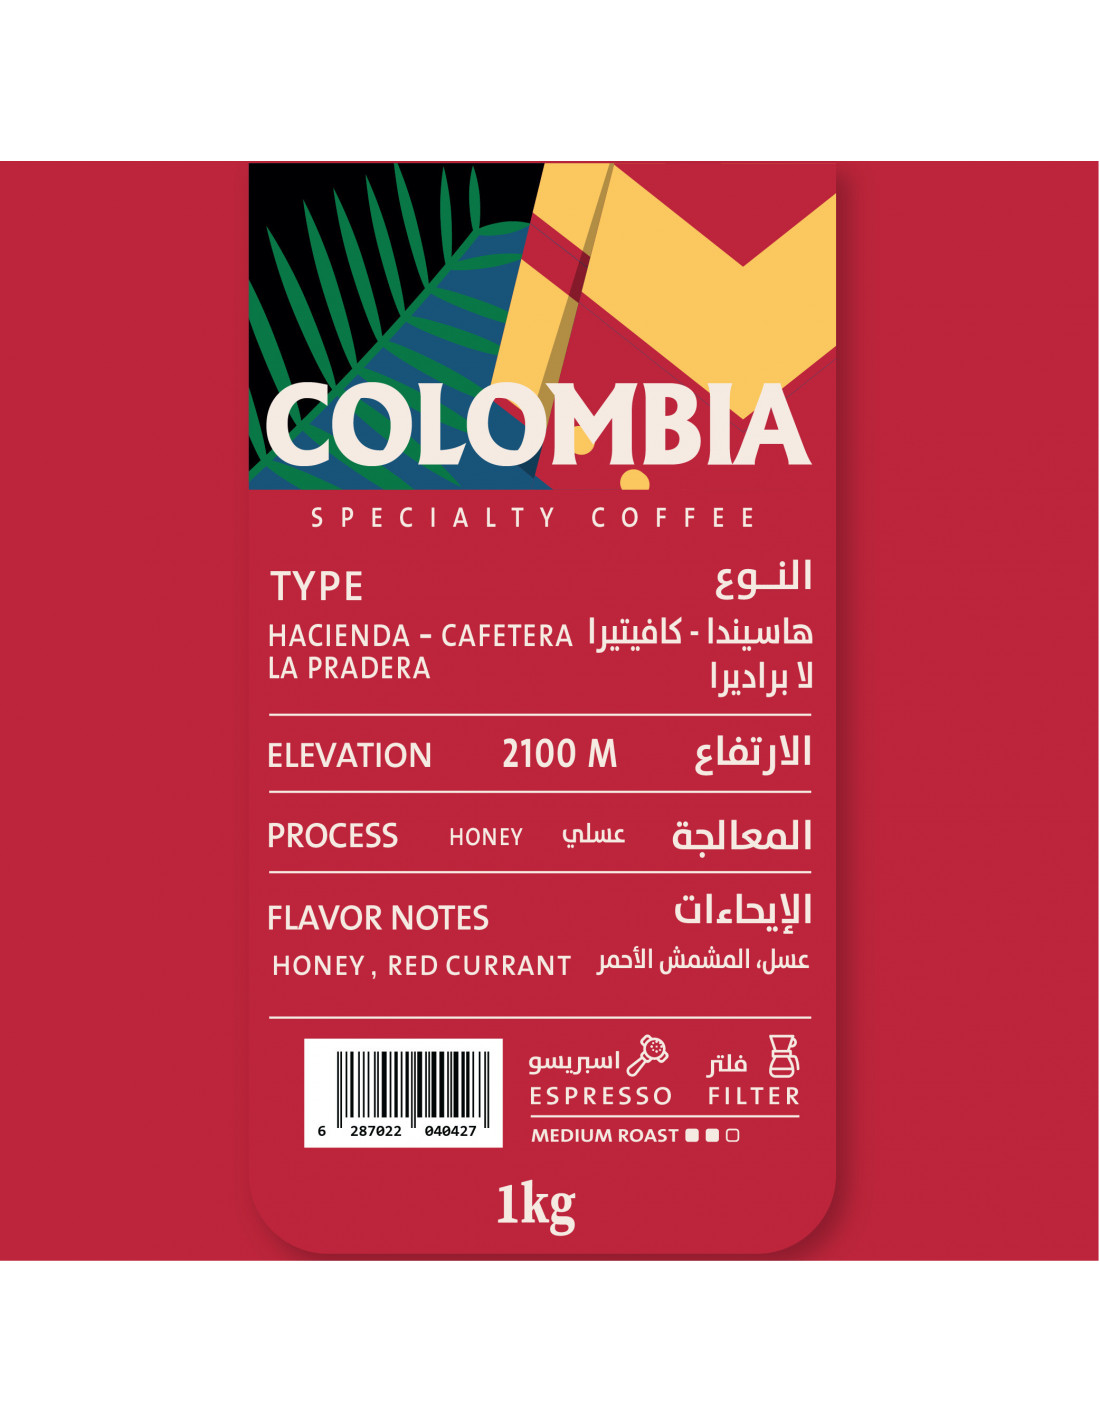 COLOMBIA
SPECIALTY COFFEE
TYPE النــوع
HACIENDA - CAFETERA هاسيندا - كافيتيرا
LA PRADERA لا براديرا
ELEVATION 2100 M الارتفاع
PROCESS HONEY عسلي المعالجة
FLAVOR NOTES الإيحاءات
HONEY , RED CURRANT عسل، المشمش الأحمر
اسبريسو فلتر
ESPRESSO FILTER
MEDIUM ROAST
6 287022 040427
1kg